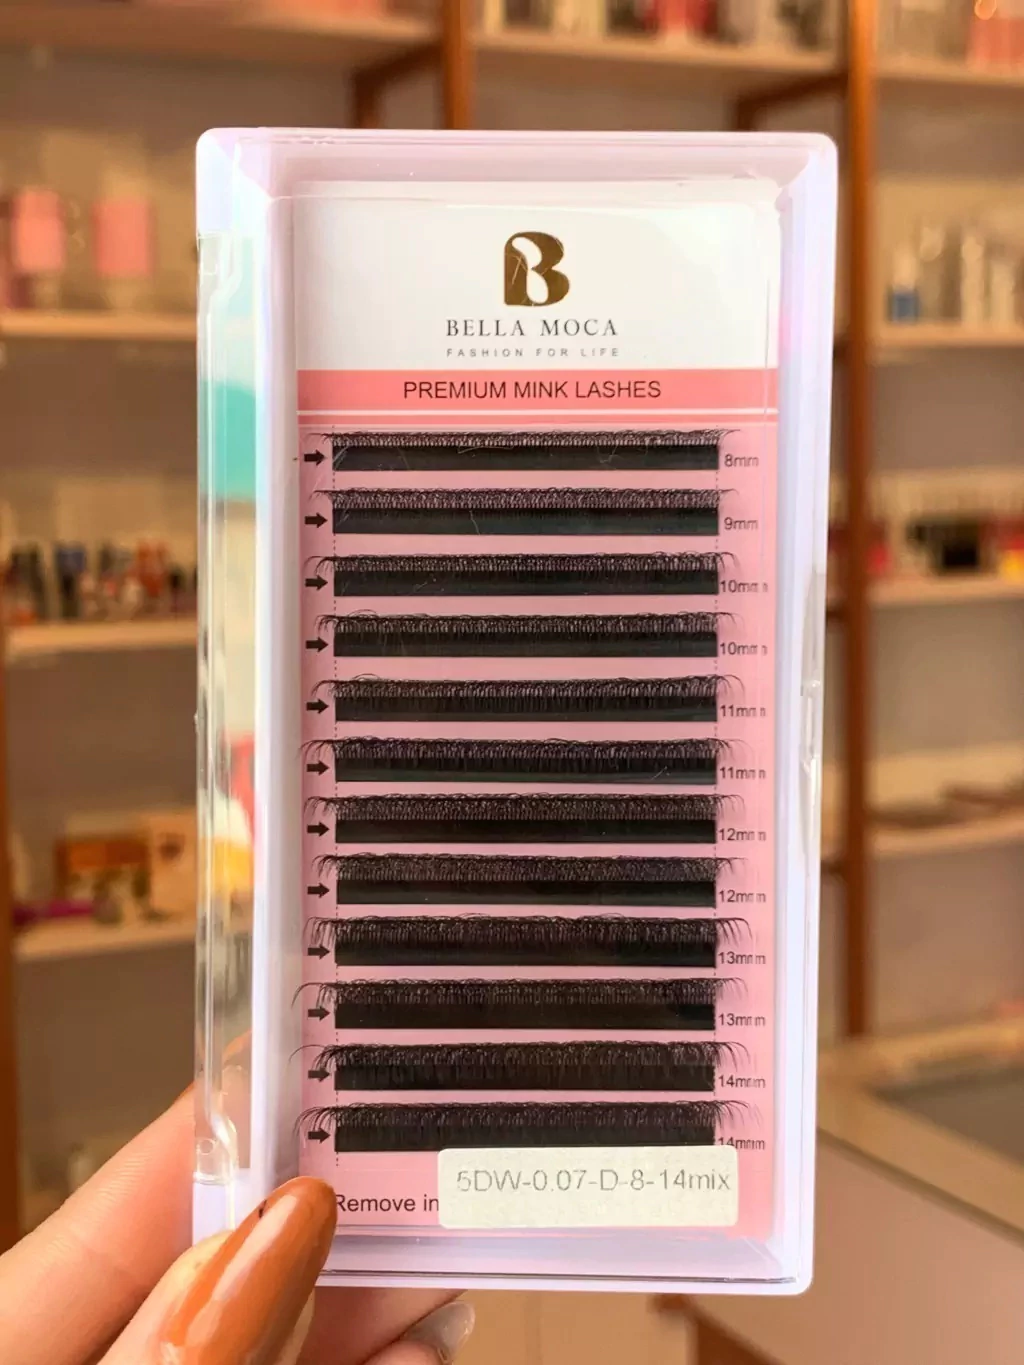 B
BELLA MOCA
FASHION FOR LIFE
PREMIUM MINK LASHES
8mm
9mm
10mm
10mm
11mm
11mm
12mm
12mm
13mm
13mm
14mm
14mm
5DW-0.07-D-8-14mix
Remove in